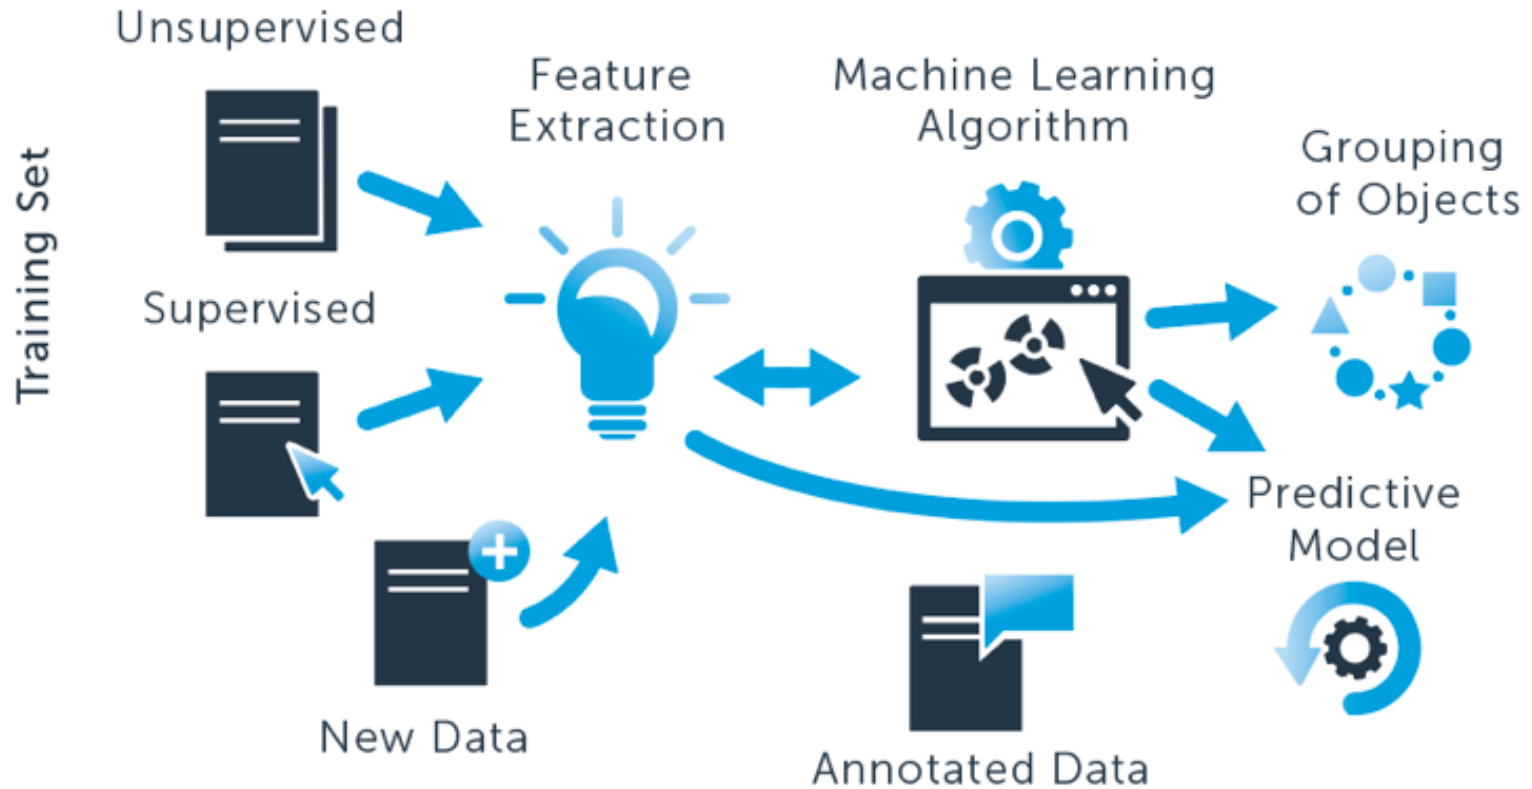 Training Set
Unsupervised
Supervised
New Data
Feature
Extraction
Machine Learning
Algorithm
Annotated Data
Grouping
of Objects
Predictive
Model